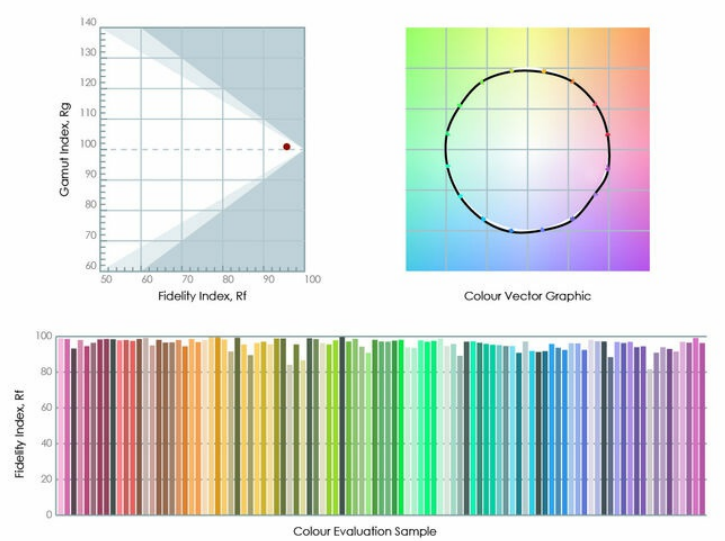 140
130
120
110
100
90
80
70
60
Gamut Index, Rg
50 60 70 80 90 100
Fidelity Index, Rf
Colour Vector Graphic
100
80
60
40
20
0
Fidelity Index, Rf
Colour Evaluation Sample